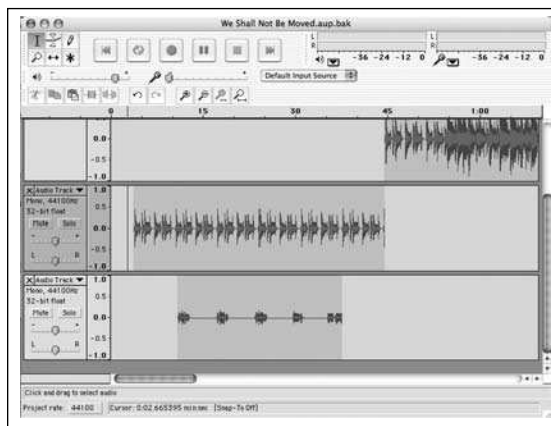 We Shall Not Be Moved.aup.bak
L
R
-36 -24 -12 0
L
R
-36 -24 -12 0
Default Input Source
0 15 30 45 1:00
0.0
-0.5
-1.0
X Audio Track
Mono, 44100Hz
32-bit float
Mute Solo
- +
L R
1.0
0.5
0.0
-0.5
-1.0
X Audio Track
Mono, 44100Hz
32-bit float
Mute Solo
- +
L R
1.0
0.5
0.0
-0.5
-1.0
Click and drag to select audio
Project rate: 44100 Cursor: 0:02.665395 min:sec [Snap-To Off]